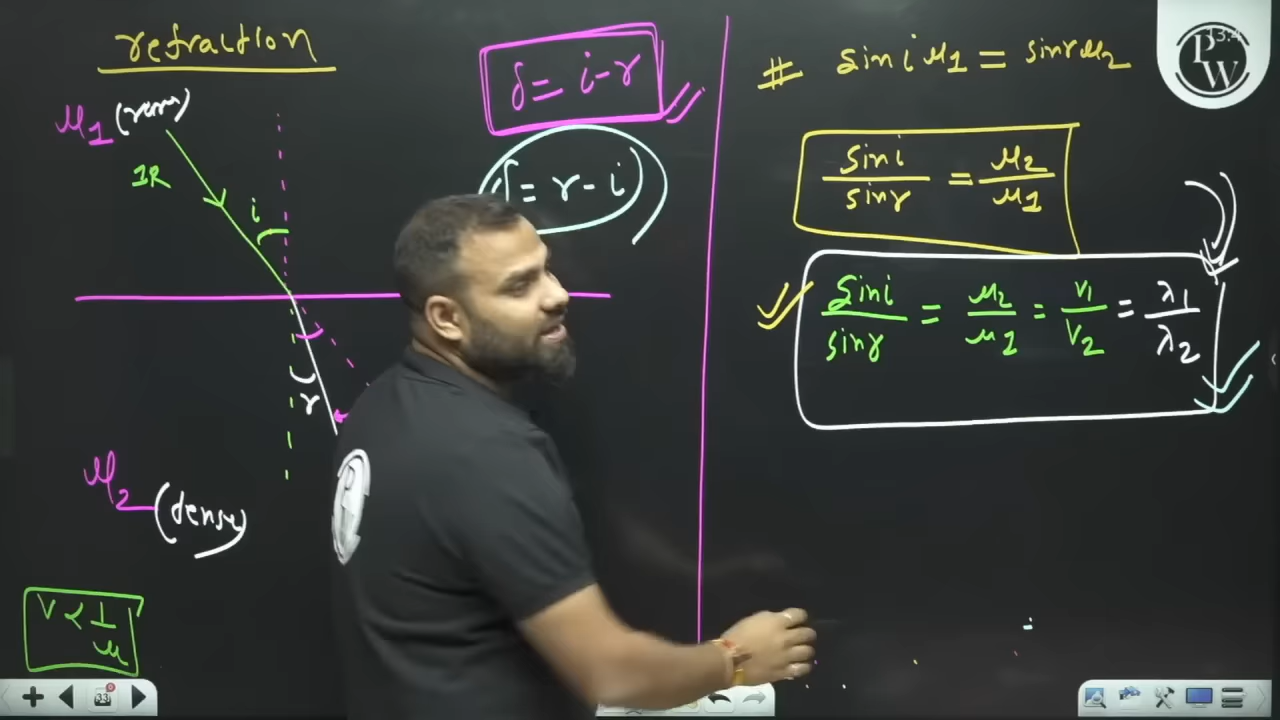 refraction
μ1 (rarer)
IR
i
r
μ2 (denser)
v ∝ 1/μ
δ = i-r
δ = r-i
# sin i μ1 = sin r μ2
sin i / sin r = μ2 / μ1
sin i / sin r = μ2 / μ1 = v1 / v2 = λ1 / λ2
PW
33